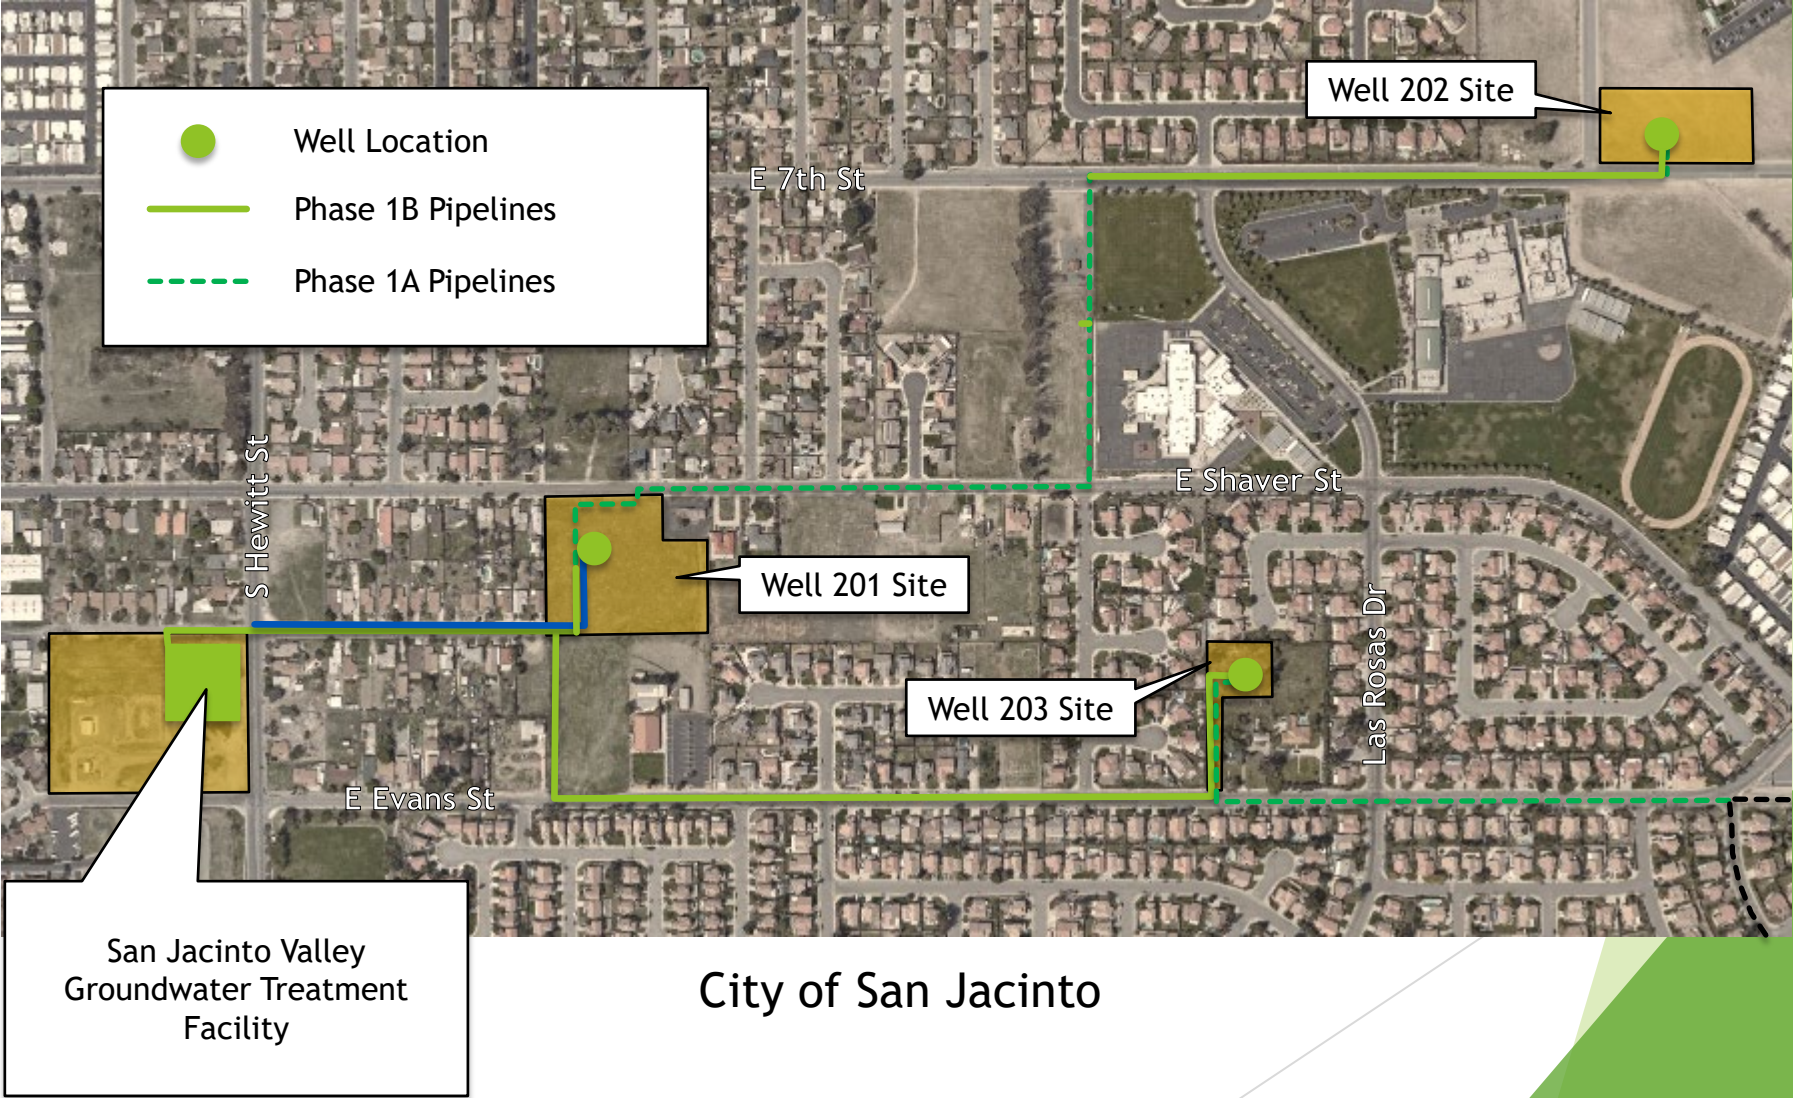 Well Location
Phase 1B Pipelines
Phase 1A Pipelines
Well 202 Site
E 7th St
S Hewitt St
E Shaver St
Well 201 Site
Las Rosas Dr
Well 203 Site
E Evans St
San Jacinto Valley
Groundwater Treatment
Facility
City of San Jacinto